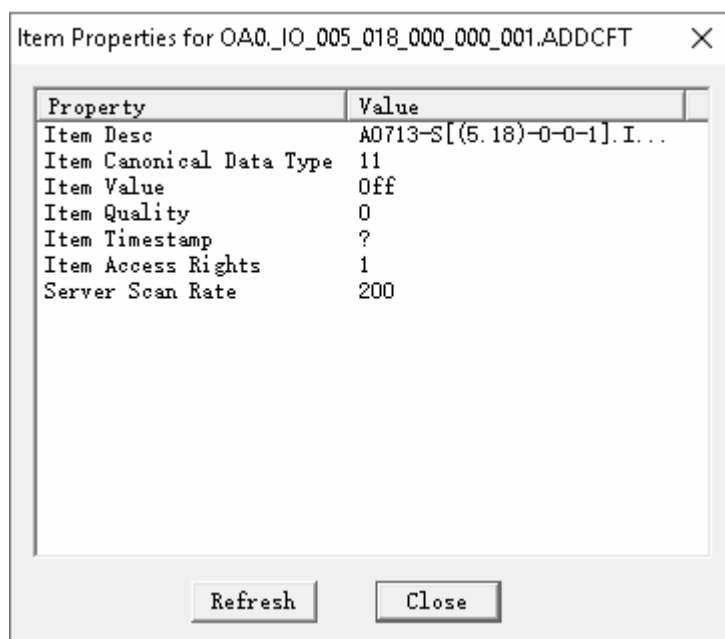 Item Properties for OA0._IO_005_018_000_000_001.ADDCFT
Property Value
Item Desc AO713-S[(5.18)-0-0-1].I...
Item Canonical Data Type 11
Item Value Off
Item Quality 0
Item Timestamp ?
Item Access Rights 1
Server Scan Rate 200
Refresh Close